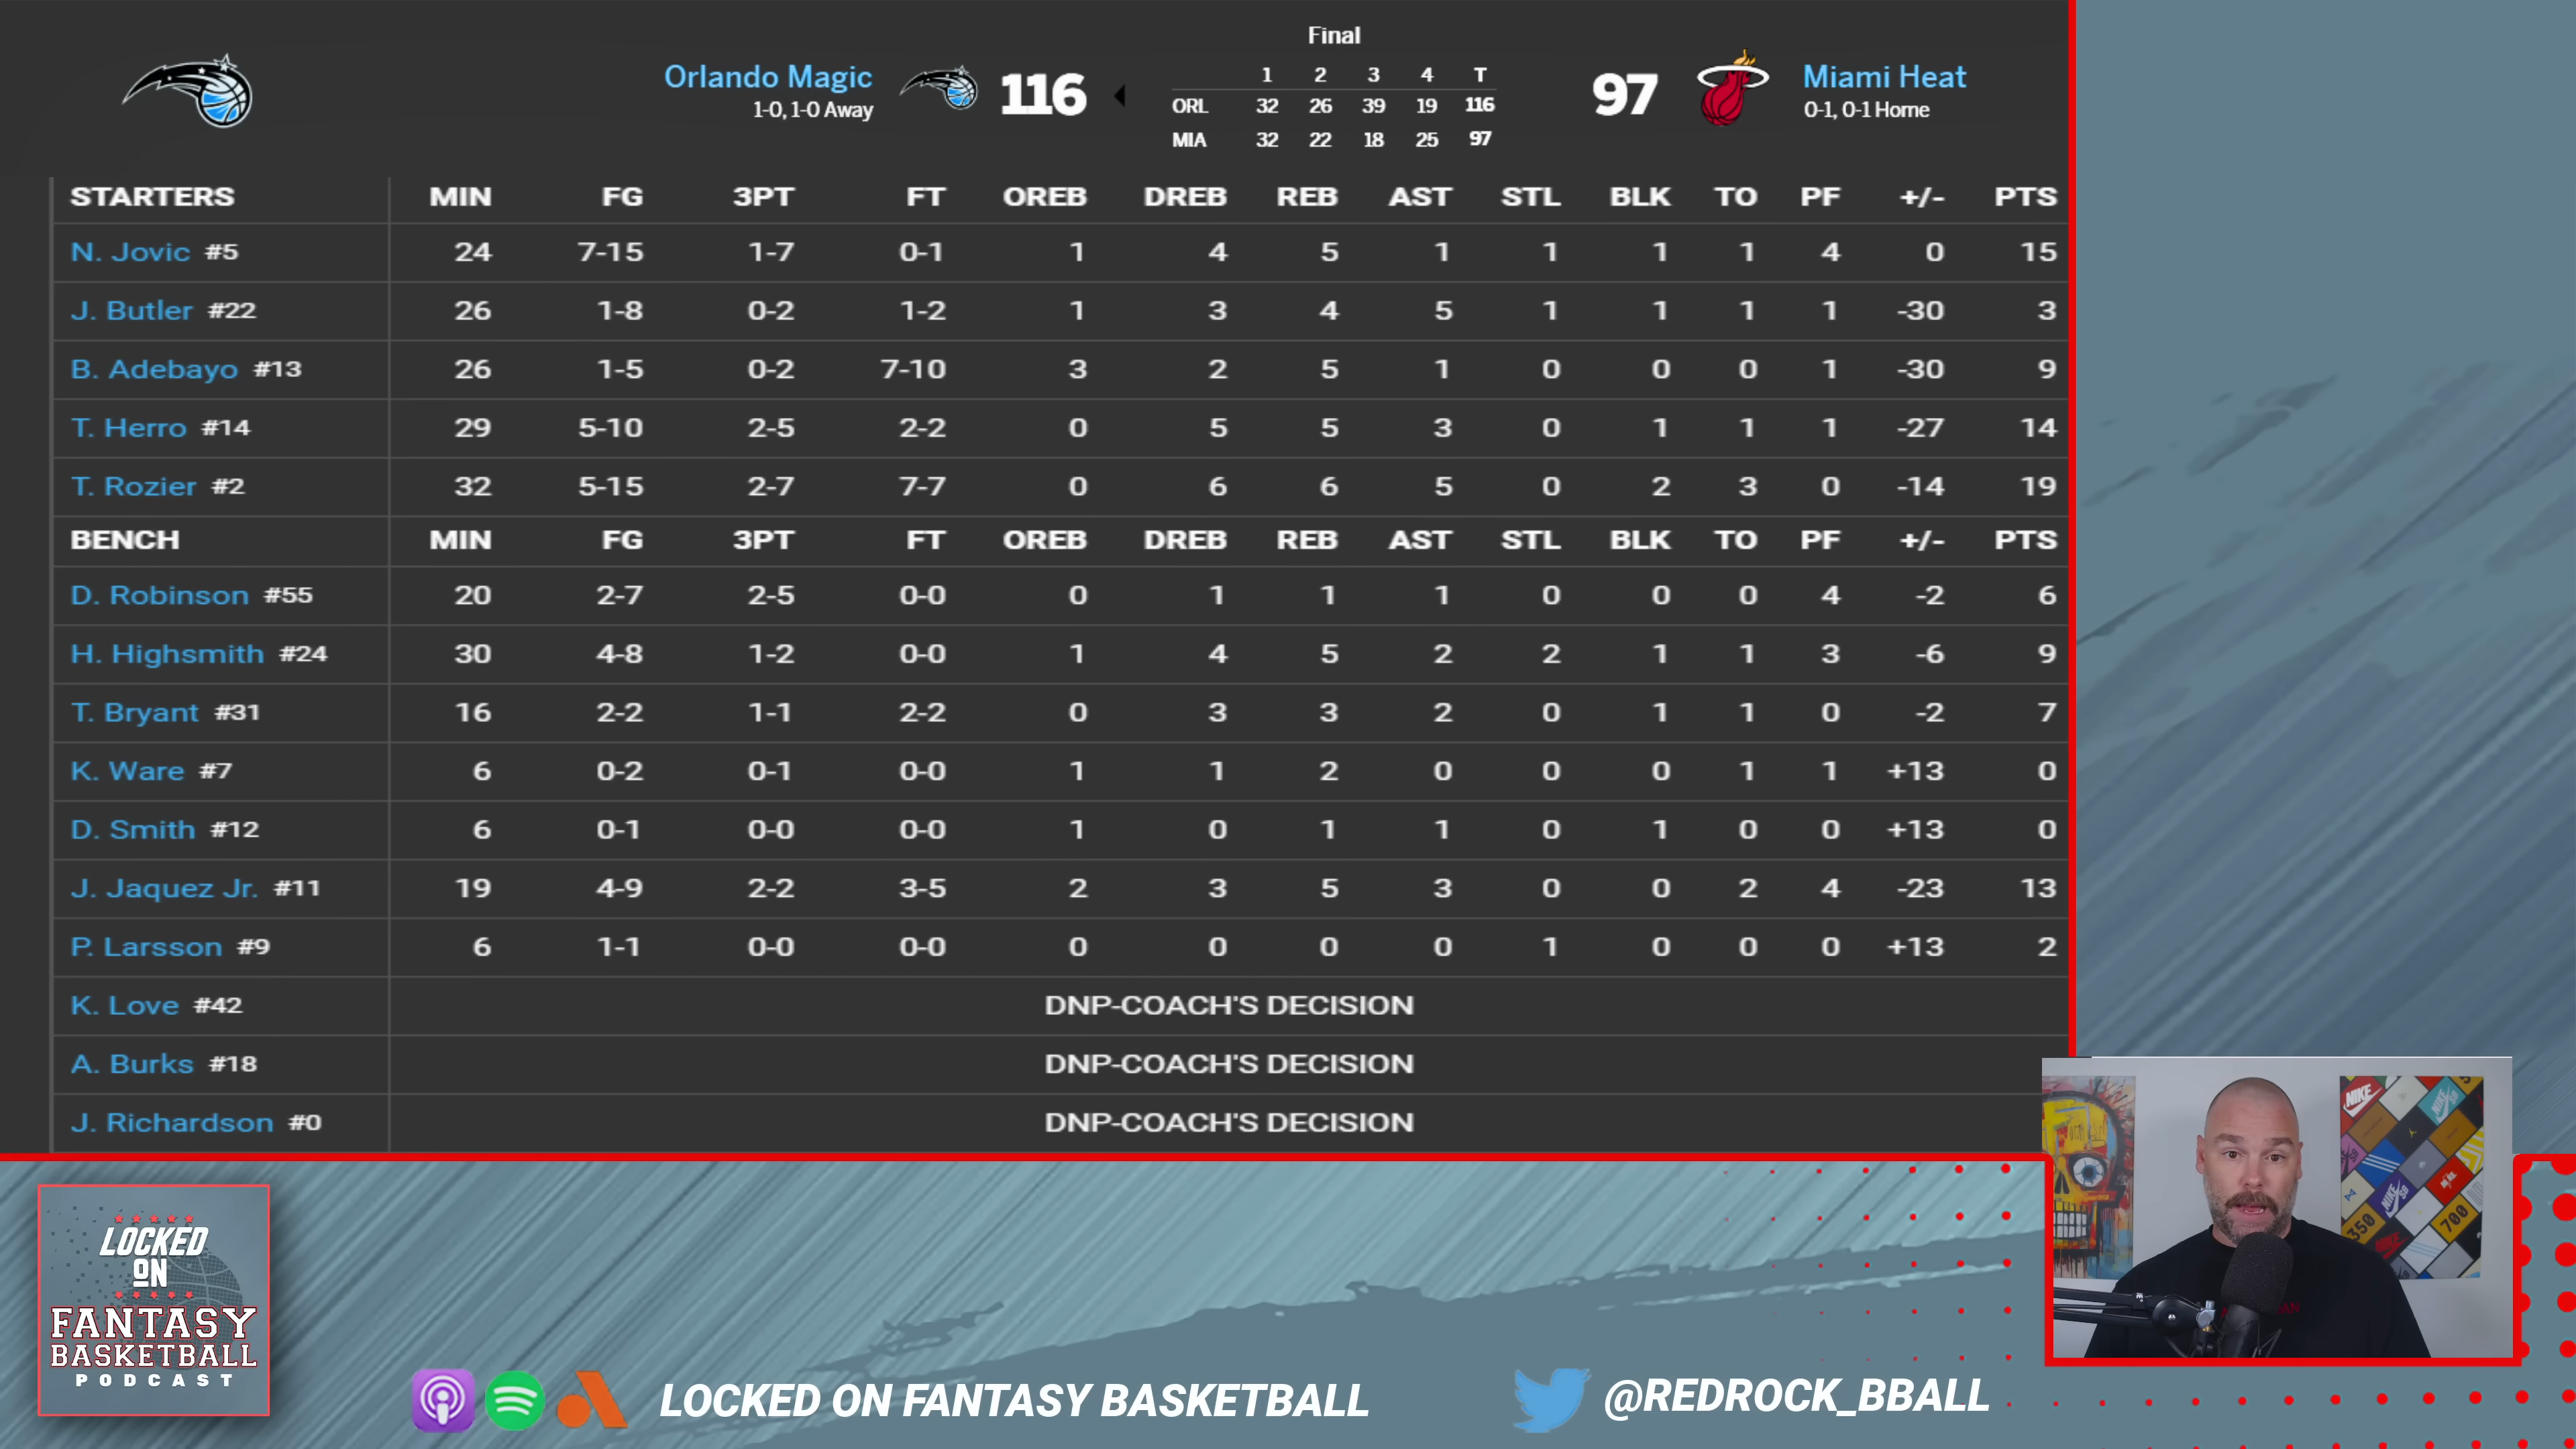 Final
Orlando Magic
1-0, 1-0 Away
116
1 2 3 4 T
ORL 32 26 39 19 116
MIA 32 22 18 25 97
97
Miami Heat
0-1, 0-1 Home
STARTERS MIN FG 3PT FT OREB DREB REB AST STL BLK TO PF +/- PTS
N. Jovic #5 24 7-15 1-7 0-1 1 4 5 1 1 1 1 4 0 15
J. Butler #22 26 1-8 0-2 1-2 1 3 4 5 1 1 1 1 -30 3
B. Adebayo #13 26 1-5 0-2 7-10 3 2 5 1 0 0 0 1 -30 9
T. Herro #14 29 5-10 2-5 2-2 0 5 5 3 0 1 1 1 -27 14
T. Rozier #2 32 5-15 2-7 7-7 0 6 6 5 0 2 3 0 -14 19
BENCH MIN FG 3PT FT OREB DREB REB AST STL BLK TO PF +/- PTS
D. Robinson #55 20 2-7 2-5 0-0 0 1 1 1 0 0 0 4 -2 6
H. Highsmith #24 30 4-8 1-2 0-0 1 4 5 2 2 1 1 3 -6 9
T. Bryant #31 16 2-2 1-1 2-2 0 3 3 2 0 1 1 0 -2 7
K. Ware #7 6 0-2 0-1 0-0 1 1 2 0 0 0 1 1 +13 0
D. Smith #12 6 0-1 0-0 0-0 1 0 1 1 0 1 0 0 +13 0
J. Jaquez Jr. #11 19 4-9 2-2 3-5 2 3 5 3 0 0 2 4 -23 13
P. Larsson #9 6 1-1 0-0 0-0 0 0 0 0 1 0 0 0 +13 2
K. Love #42 DNP-COACH'S DECISION
A. Burks #18 DNP-COACH'S DECISION
J. Richardson #0 DNP-COACH'S DECISION
NIKE
NIKE SB
350
700
LOCKED
ON
FANTASY
BASKETBALL
PODCAST
LOCKED ON FANTASY BASKETBALL
@REDROCK_BBALL